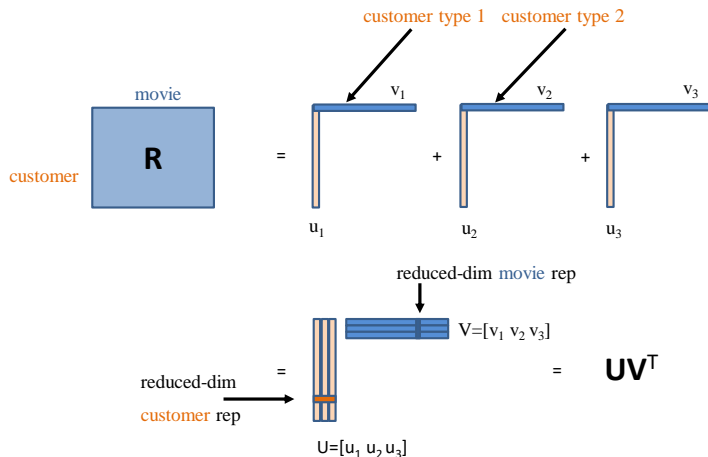 customer type 1
customer type 2
movie
v1
v2
v3
customer
R
=
+
+
u1
u2
u3
reduced-dim movie rep
V=[v1 v2 v3]
=
=
UVT
reduced-dim
customer rep
U=[u1 u2 u3]